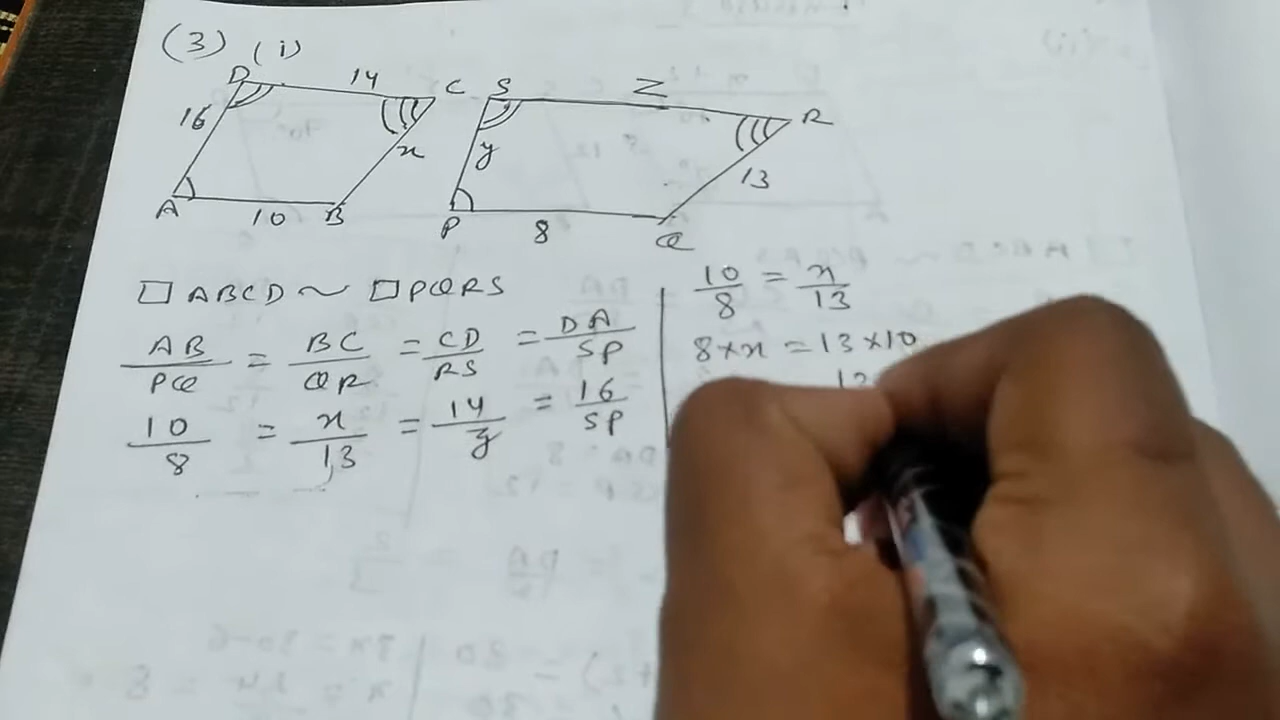 (3) (i)
D 14 C S Z R
16 x y 13
A 10 B P 8 Q
□ABCD ~ □PQRS
AB/PQ = BC/QR = CD/RS = DA/SP
10/8 = x/13 = 14/z = 16/SP
10/8 = x/13
8×x = 13×10